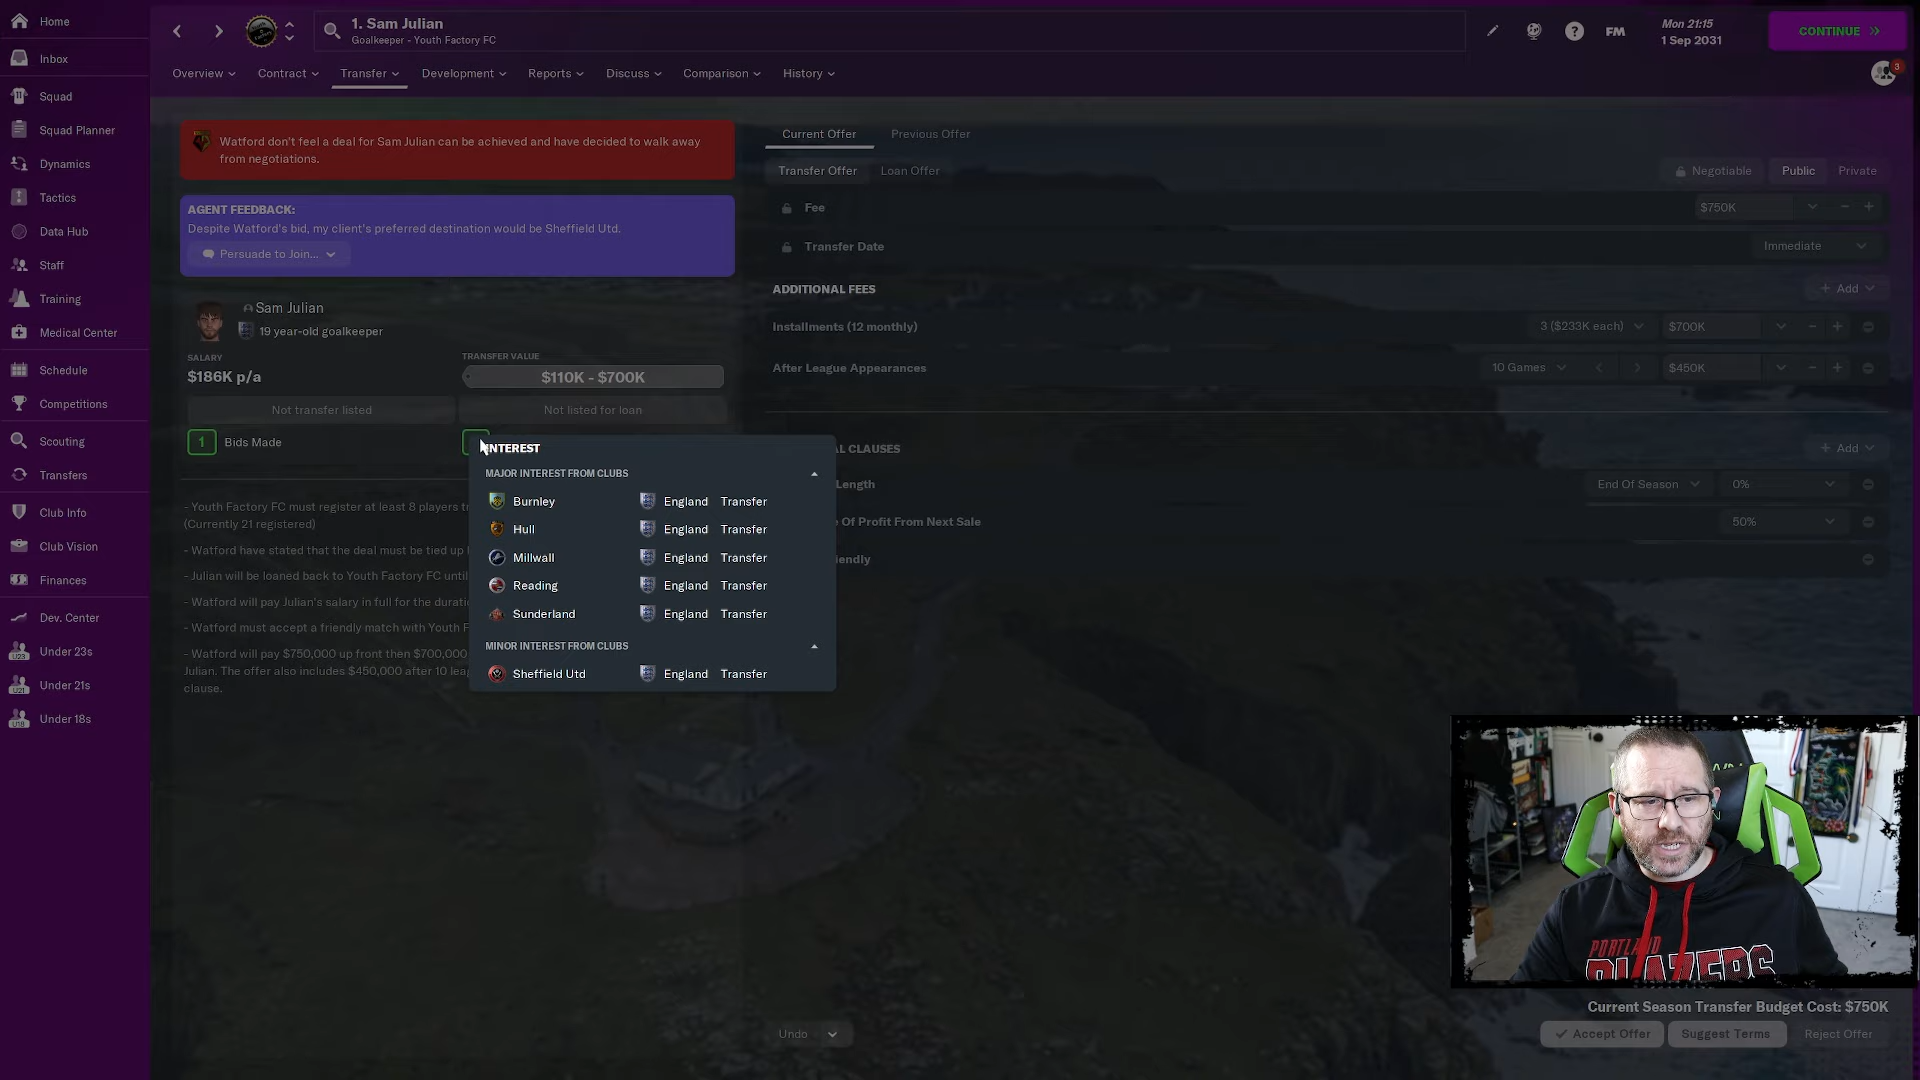 Home
Inbox
Squad
Squad Planner
Dynamics
Tactics
Data Hub
Staff
Training
Medical Center
Schedule
Competitions
Scouting
Transfers
Club Info
Club Vision
Finances
Dev. Center
Under 23s
Under 21s
Under 18s
1. Sam Julian
Goalkeeper - Youth Factory FC
FM
Mon 21:15
1 Sep 2031
CONTINUE
3
Overview
Contract
Transfer
Development
Reports
Discuss
Comparison
History
Watford don't feel a deal for Sam Julian can be achieved and have decided to walk away
from negotiations.
AGENT FEEDBACK:
Despite Watford's bid, my client's preferred destination would be Sheffield Utd.
Persuade to Join...
Sam Julian
19 year-old goalkeeper
SALARY
$186K p/a
TRANSFER VALUE
$110K - $700K
Not transfer listed
Not listed for loan
1 Bids Made
- Youth Factory FC must register at least 8 players
(Currently 21 registered)
- Watford have stated that the deal must be tied up
- Julian will be loaned back to Youth Factory FC until
- Watford will pay Julian's salary in full for the
- Watford must accept a friendly match with Youth
- Watford will pay $750,000 up front then $700,000
Julian. The offer also includes $450,000 after 10
clause.
INTEREST
MAJOR INTEREST FROM CLUBS
Burnley England Transfer
Hull England Transfer
Millwall England Transfer
Reading England Transfer
Sunderland England Transfer
MINOR INTEREST FROM CLUBS
Sheffield Utd England Transfer
Current Offer
Previous Offer
Transfer Offer
Loan Offer
Negotiable
Public
Private
Fee $750K
Transfer Date Immediate
ADDITIONAL FEES
+ Add
Installments (12 monthly) 3 ($233K each) $700K
After League Appearances 10 Games $450K
CLAUSES
+ Add
Length End Of Season 0%
Of Profit From Next Sale 50%
PORTLAND
BLAZERS
Current Season Transfer Budget Cost: $750K
Undo
Accept Offer
Suggest Terms
Reject Offer